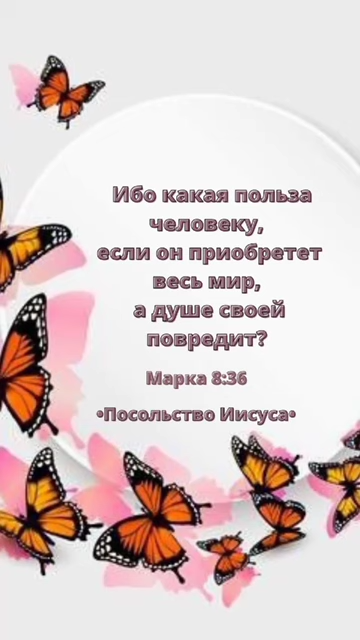 Ибо какая польза
человеку,
если он приобретет
весь мир,
а душе своей
повредит?
Марка 8:36
•Посольство Иисуса•